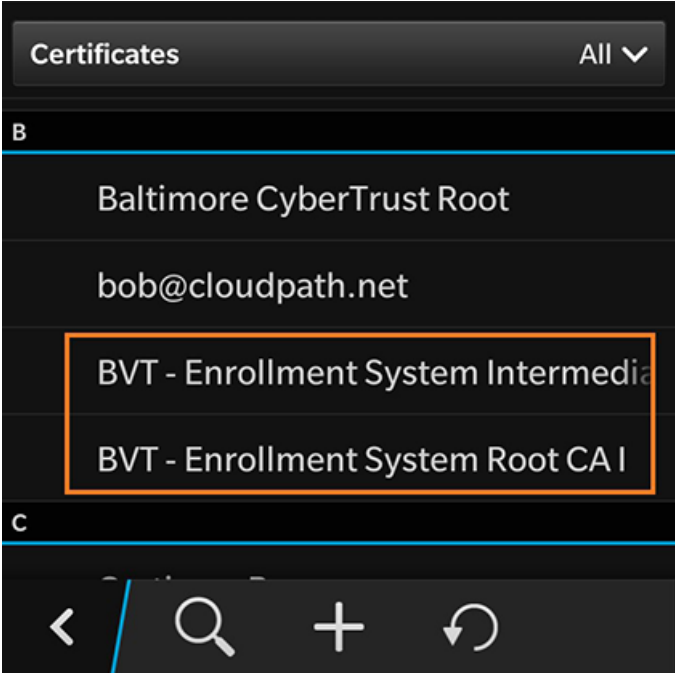 Certificates
All
B
Baltimore CyberTrust Root
bob@cloudpath.net
BVT - Enrollment System Intermedia
BVT - Enrollment System Root CA I
C